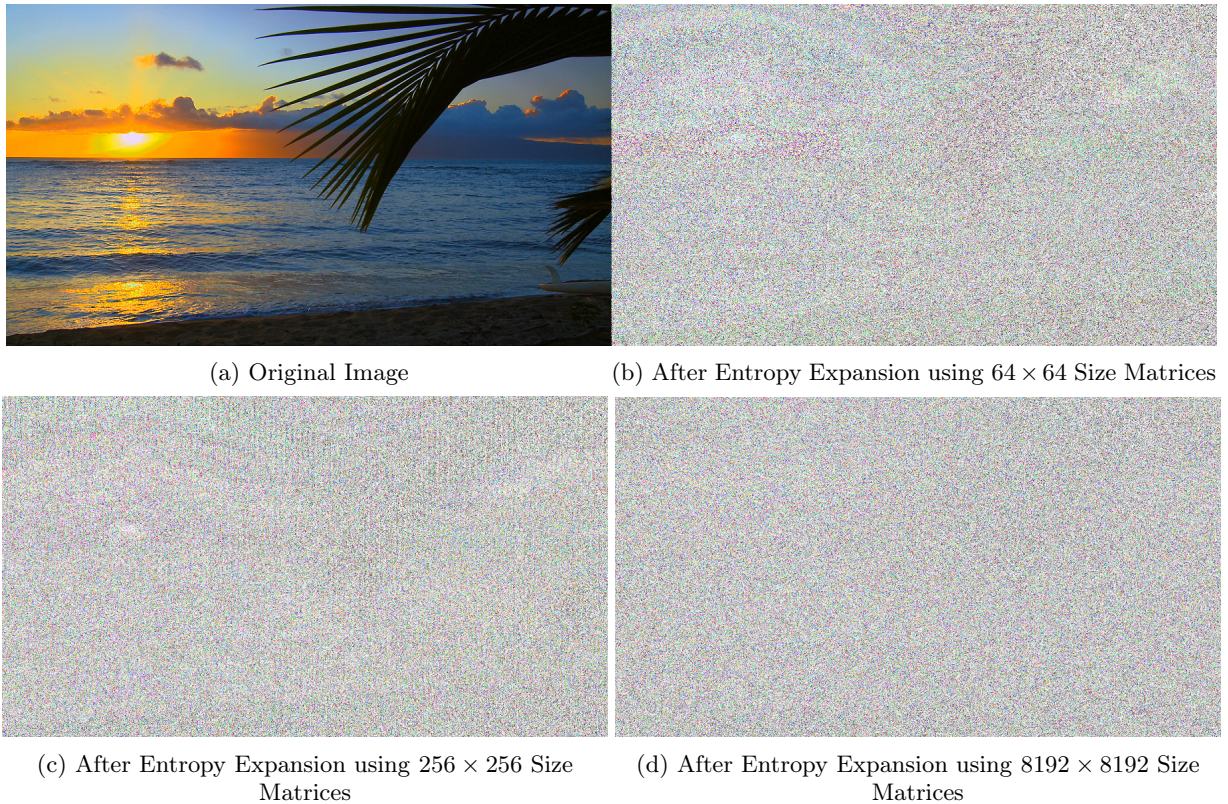 (a) Original Image
(b) After Entropy Expansion using 64 × 64 Size Matrices
(c) After Entropy Expansion using 256 × 256 Size
Matrices
(d) After Entropy Expansion using 8192 × 8192 Size
Matrices